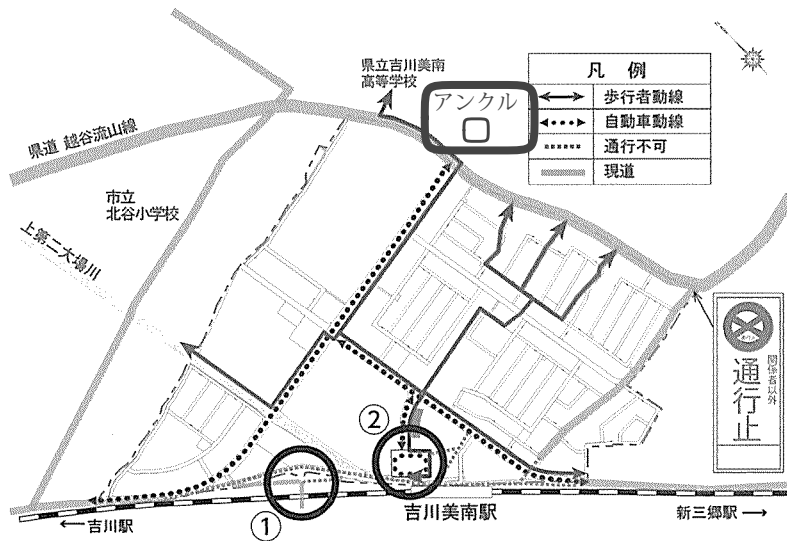 県立吉川美南
高等学校
アンクル
凡 例
歩行者動線
自動車動線
通行不可
現道
県道 越谷流山線
市立
北谷小学校
上第二大場川
関係者以外
通行止
②
①
←吉川駅
吉川美南駅
新三郷駅→